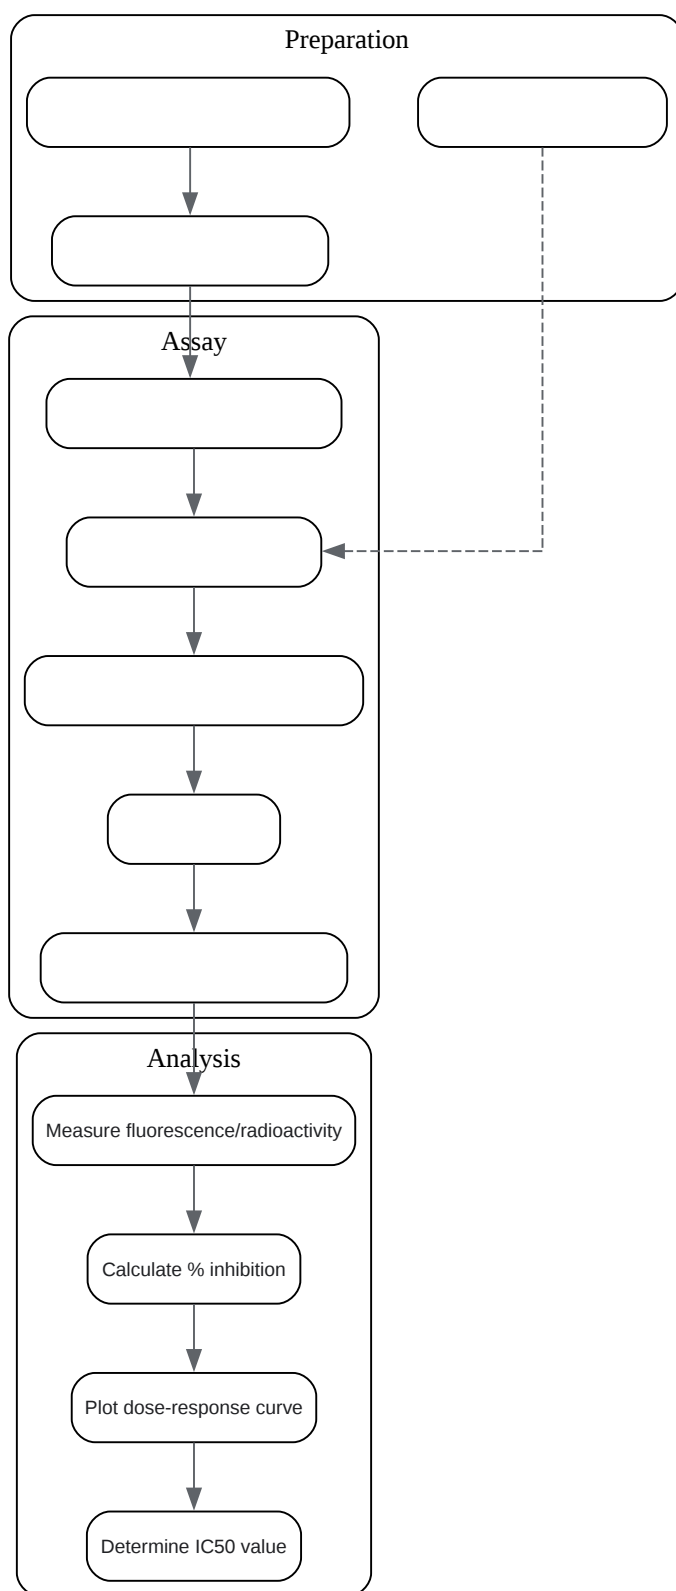 Preparation
Assay
Analysis
Measure fluorescence/radioactivity
Calculate % inhibition
Plot dose-response curve
Determine IC50 value